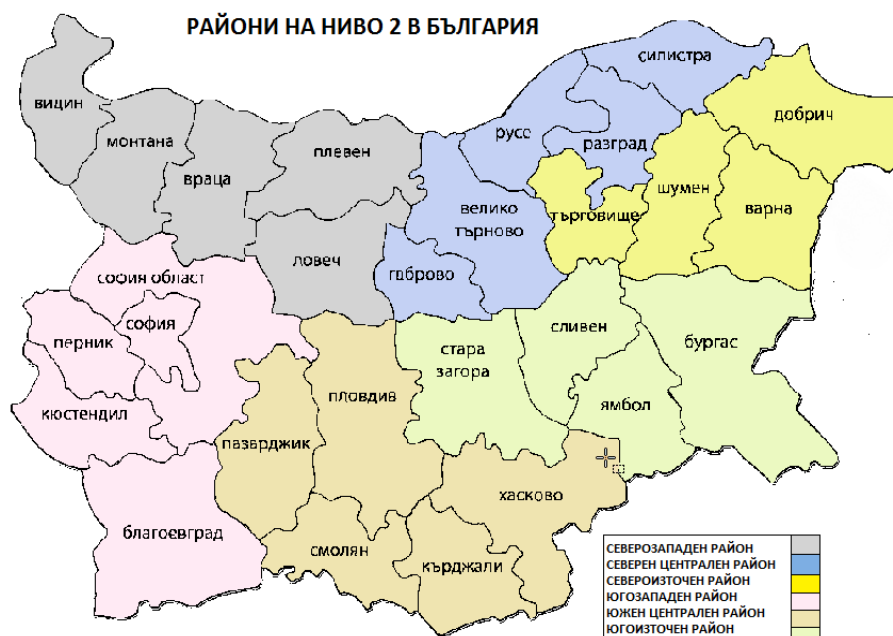 РАЙОНИ НА НИВО 2 В БЪЛГАРИЯ
силистра
видин
добрич
монтана
русе
плевен
разград
враца
шумен
велико
търново
търговище
варна
ловеч
габрово
софия област
софия
сливен
бургас
перник
стара
загора
пловдив
ямбол
кюстендил
пазарджик
хасково
благоевград
смолян
кърджали
СЕВЕРОЗАПАДЕН РАЙОН
СЕВЕРЕН ЦЕНТРАЛЕН РАЙОН
СЕВЕРОИЗТОЧЕН РАЙОН
ЮГОЗАПАДЕН РАЙОН
ЮЖЕН ЦЕНТРАЛЕН РАЙОН
ЮГОИЗТОЧЕН РАЙОН